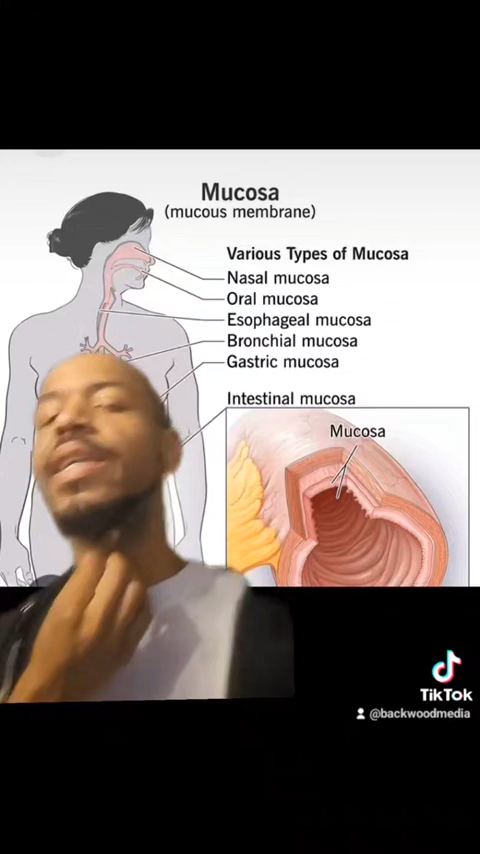 Mucosa
(mucous membrane)
Various Types of Mucosa
Nasal mucosa
Oral mucosa
Esophageal mucosa
Bronchial mucosa
Gastric mucosa
Intestinal mucosa
Mucosa
TikTok
@backwoodmedia